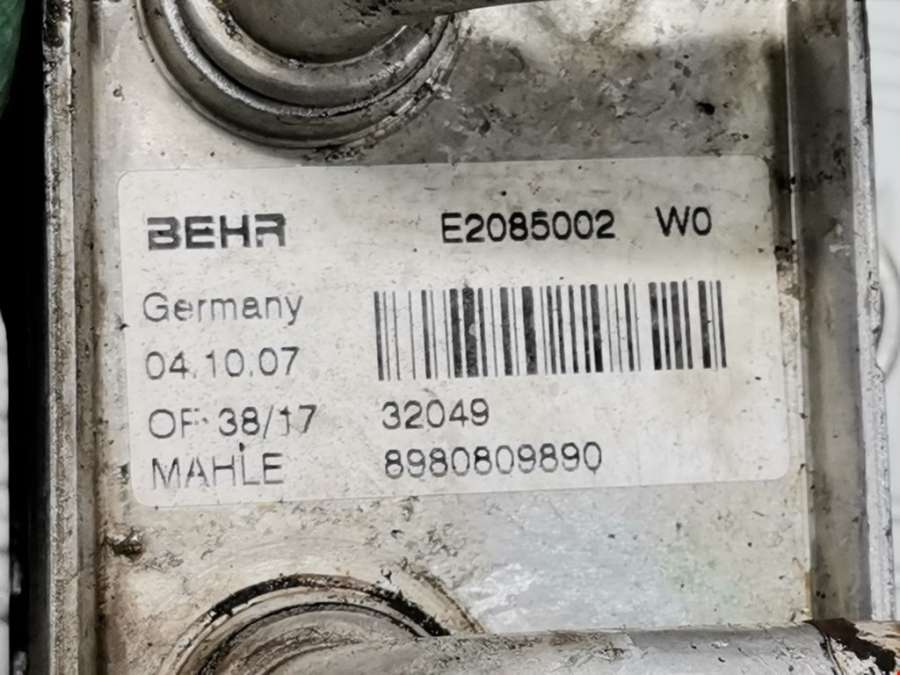 BEHR E2085002 W0
Germany
04.10.07
OF 38/17 32049
MAHLE 8980809890